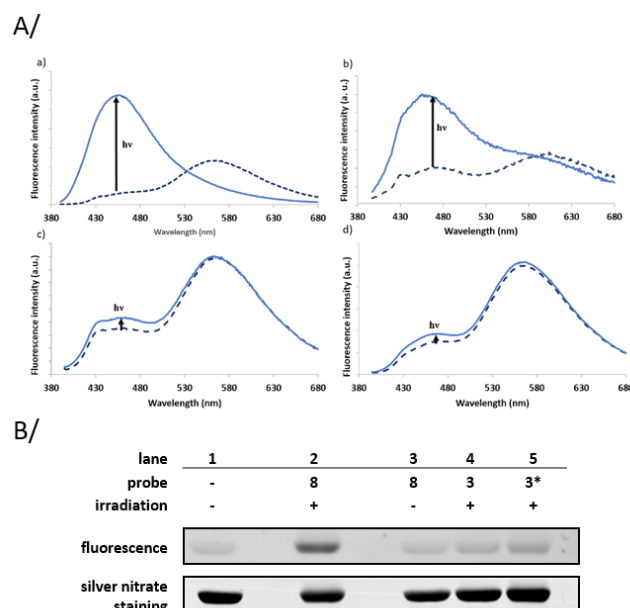 A/
a)
Fluorescence intensity (a.u.)
hν
380 430 480 530 580 630 680
Wavelength (nm)
b)
Fluorescence intensity (a. u.)
hν
380 430 480 530 580 630 680
Wavelength (nm)
c)
Fluorescence intensity (a.u.)
hν
380 430 480 530 580 630 680
Wavelength (nm)
d)
Fluorescence intensity (a.u.)
hν
380 430 480 530 580 630 680
Wavelength (nm)
B/
lane 1 2 3 4 5
probe - 8 8 3 3*
irradiation - + - + +
fluorescence
silver nitrate
staining